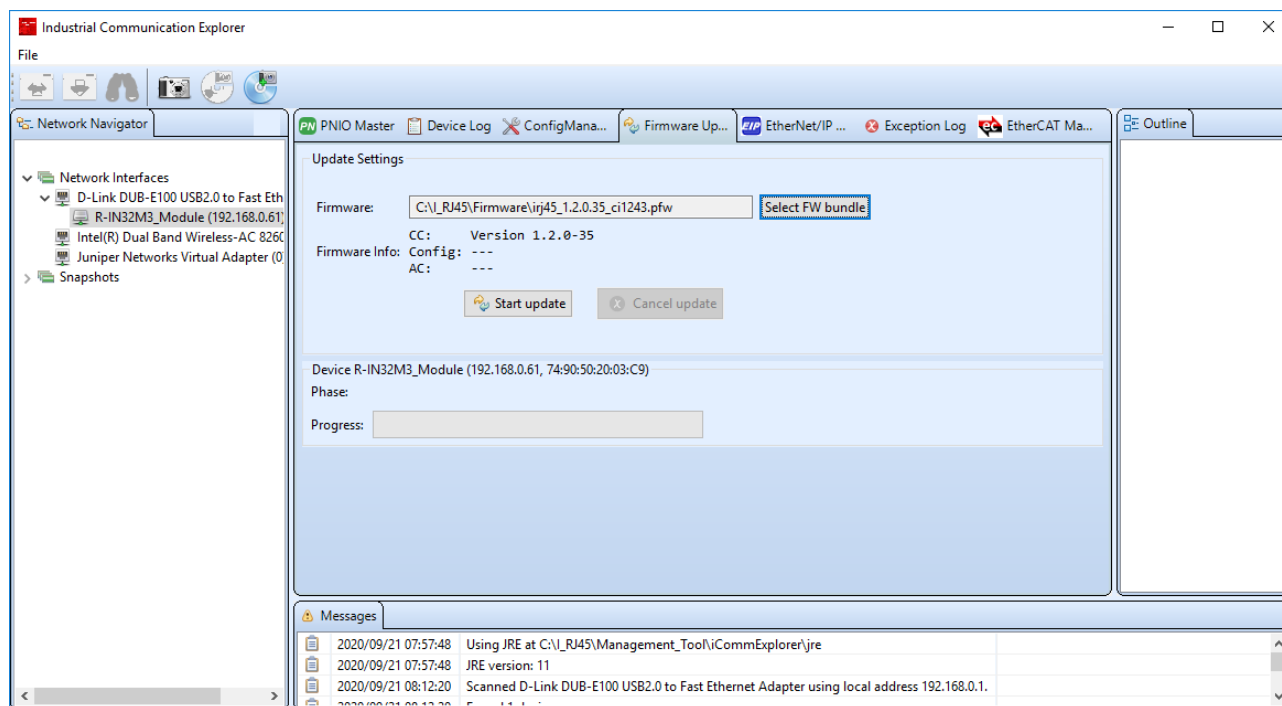 Industrial Communication Explorer
File
Network Navigator
Network Interfaces
D-Link DUB-E100 USB2.0 to Fast Eth
R-IN32M3_Module (192.168.0.61)
Intel(R) Dual Band Wireless-AC 8260
Juniper Networks Virtual Adapter (0
Snapshots
PN PNIO Master Device Log ConfigMana... Firmware Up... EIP EtherNet/IP ... Exception Log ec EtherCAT Ma...
Update Settings
Firmware: C:\I_RJ45\Firmware\irj45_1.2.0.35_ci1243.pfw Select FW bundle
CC: Version 1.2.0-35
Firmware Info: Config: ---
AC: ---
Start update Cancel update
Device R-IN32M3_Module (192.168.0.61, 74:90:50:20:03:C9)
Phase:
Progress:
Outline
Messages
2020/09/21 07:57:48 Using JRE at C:\I_RJ45\Management_Tool\iCommExplorer\jre
2020/09/21 07:57:48 JRE version: 11
2020/09/21 08:12:20 Scanned D-Link DUB-E100 USB2.0 to Fast Ethernet Adapter using local address 192.168.0.1.